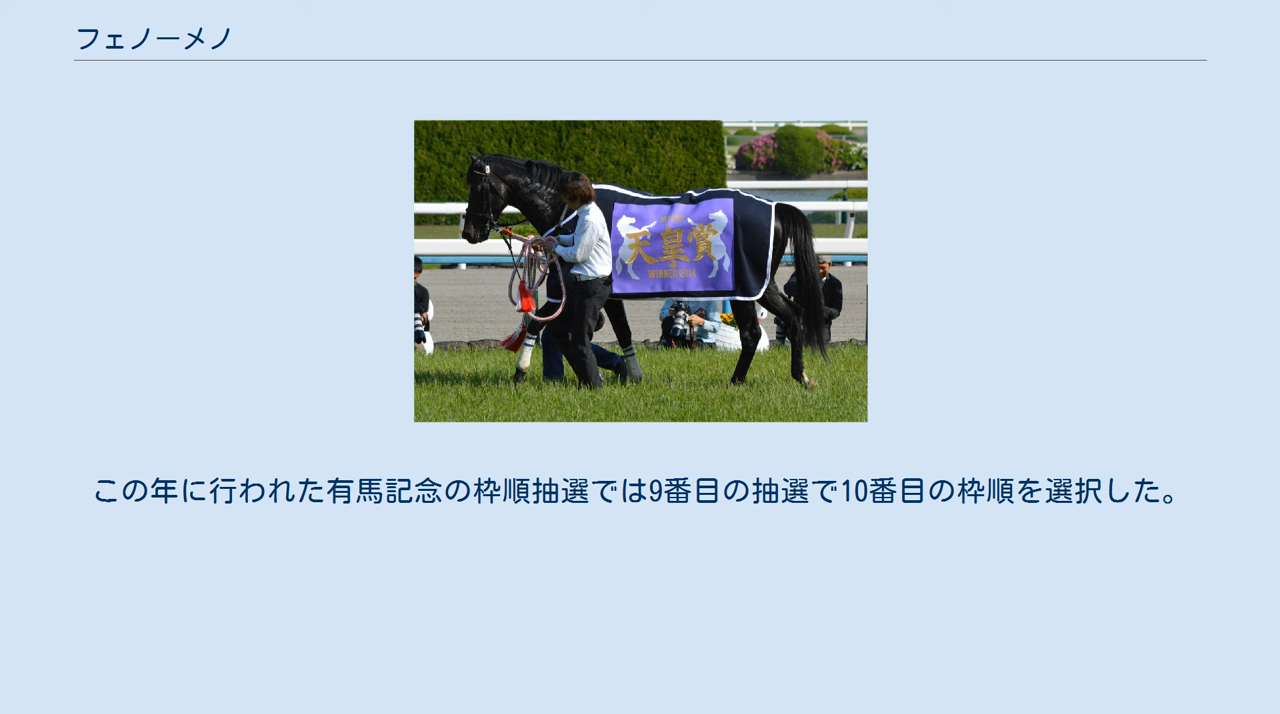 フェノーメノ
天皇賞
WINNER 2014
この年に行われた有馬記念の枠順抽選では9番目の抽選で10番目の枠順を選択した。